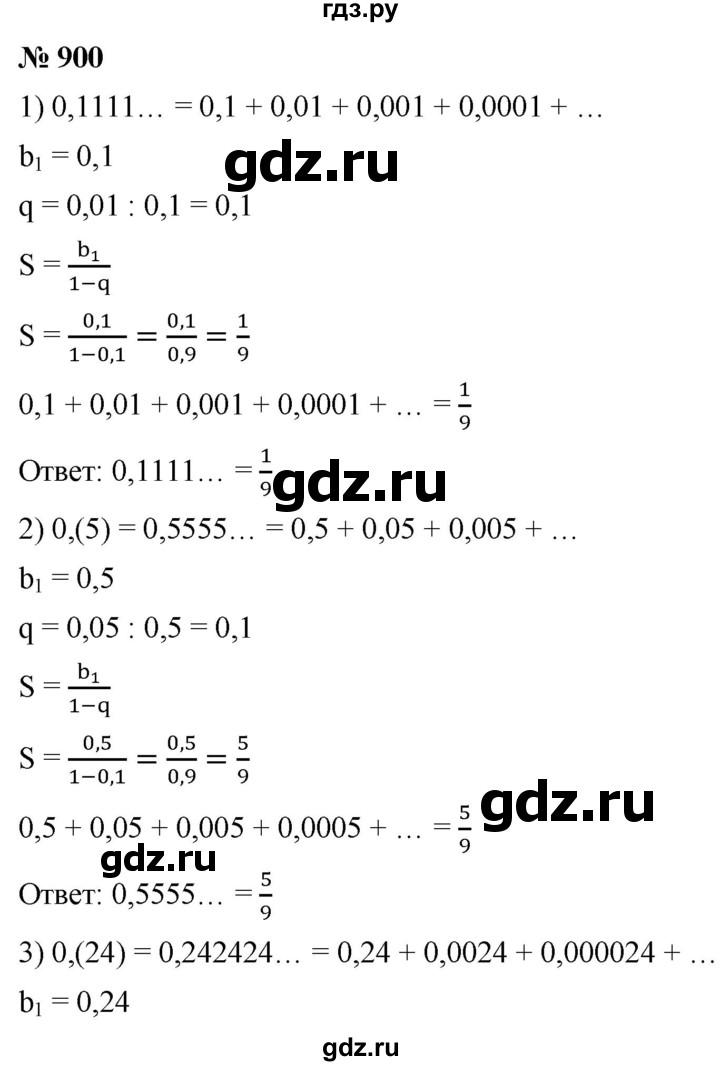 гдз.ру
№ 900
1) 0,1111… = 0,1 + 0,01 + 0,001 + 0,0001 + …
b₁ = 0,1
gdz.ru
q = 0,01 : 0,1 = 0,1
S = b₁/(1−q)
S = 0,1/(1−0,1) = 0,1/0,9 = 1/9
0,1 + 0,01 + 0,001 + 0,0001 + … = 1/9
Ответ: 0,1111… = 1/9
gdz.ru
2) 0,(5) = 0,5555… = 0,5 + 0,05 + 0,005 + …
b₁ = 0,5
q = 0,05 : 0,5 = 0,1
S = b₁/(1−q)
S = 0,5/(1−0,1) = 0,5/0,9 = 5/9
gdz.ru
0,5 + 0,05 + 0,005 + 0,0005 + … = 5/9
gdz.ru
Ответ: 0,5555… = 5/9
3) 0,(24) = 0,242424… = 0,24 + 0,0024 + 0,000024 + …
b₁ = 0,24
gdz.ru